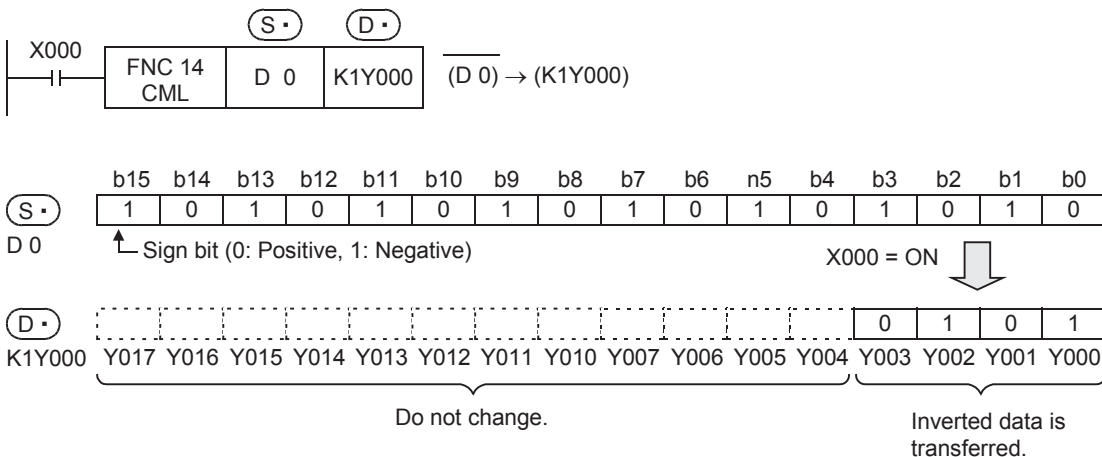 S・ D・
X000
FNC 14
CML
D 0
K1Y000
(D 0) → (K1Y000)
b15 b14 b13 b12 b11 b10 b9 b8 b7 b6 n5 b4 b3 b2 b1 b0
S・ 1 0 1 0 1 0 1 0 1 0 1 0 1 0 1 0
D 0
Sign bit (0: Positive, 1: Negative)
X000 = ON
D・ 0 1 0 1
K1Y000 Y017 Y016 Y015 Y014 Y013 Y012 Y011 Y010 Y007 Y006 Y005 Y004 Y003 Y002 Y001 Y000
Do not change.
Inverted data is
transferred.